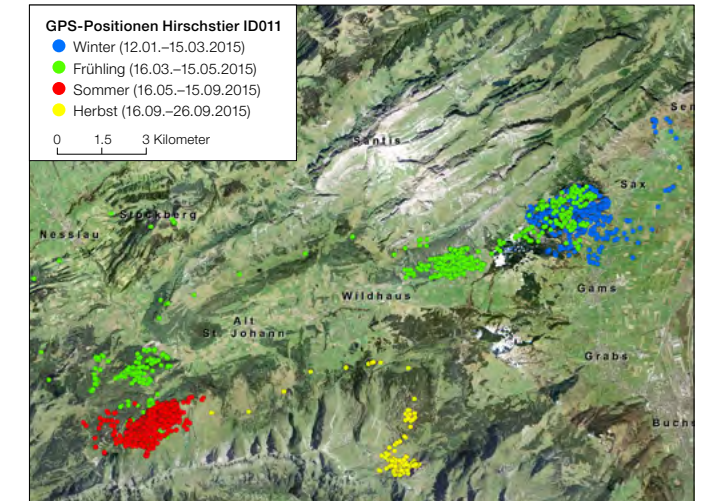 GPS-Positionen Hirschstier ID011
Winter (12.01.–15.03.2015)
Frühling (16.03.–15.05.2015)
Sommer (16.05.–15.09.2015)
Herbst (16.09.–26.09.2015)
0 1.5 3 Kilometer
Sen
Säntis
Sax
Stockberg
Nesslau
Wildhaus
Gams
Alt
St. Johann
Grabs
Buche